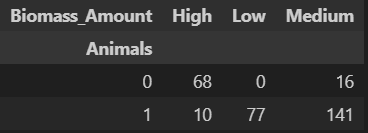 Biomass_Amount High Low Medium
Animals
0 68 0 16
1 10 77 141